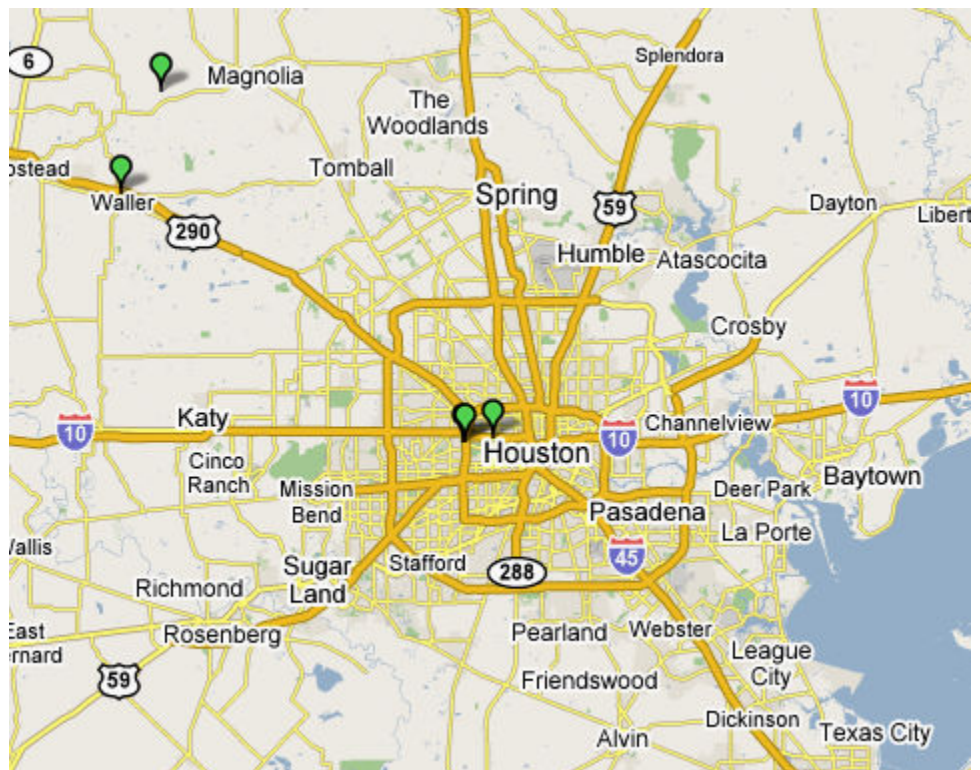 6
Magnolia
Splendora
The
Woodlands
Tomball
ostead
Waller
Spring
59
Dayton
Libert
290
Humble
Atascocita
Crosby
Katy
10
10
Channelview
10
Houston
Cinco
Ranch
Mission
Bend
Deer Park
Baytown
Pasadena
La Porte
Wallis
Sugar
Land
Stafford
288
45
Richmond
Rosenberg
East
ernard
Pearland
Webster
League
City
59
Friendswood
Dickinson
Alvin
Texas City